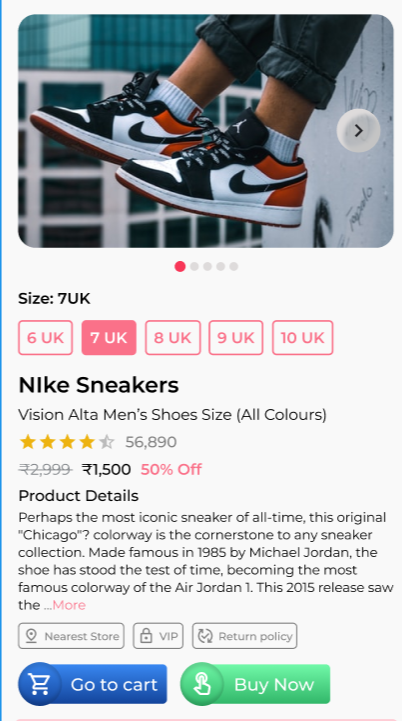 Size: 7UK
6 UK 7 UK 8 UK 9 UK 10 UK
NIke Sneakers
Vision Alta Men’s Shoes Size (All Colours)
56,890
₹2,999 ₹1,500 50% Off
Product Details
Perhaps the most iconic sneaker of all-time, this original
"Chicago"? colorway is the cornerstone to any sneaker
collection. Made famous in 1985 by Michael Jordan, the
shoe has stood the test of time, becoming the most
famous colorway of the Air Jordan 1. This 2015 release saw
the ...More
Nearest Store VIP Return policy
Go to cart Buy Now